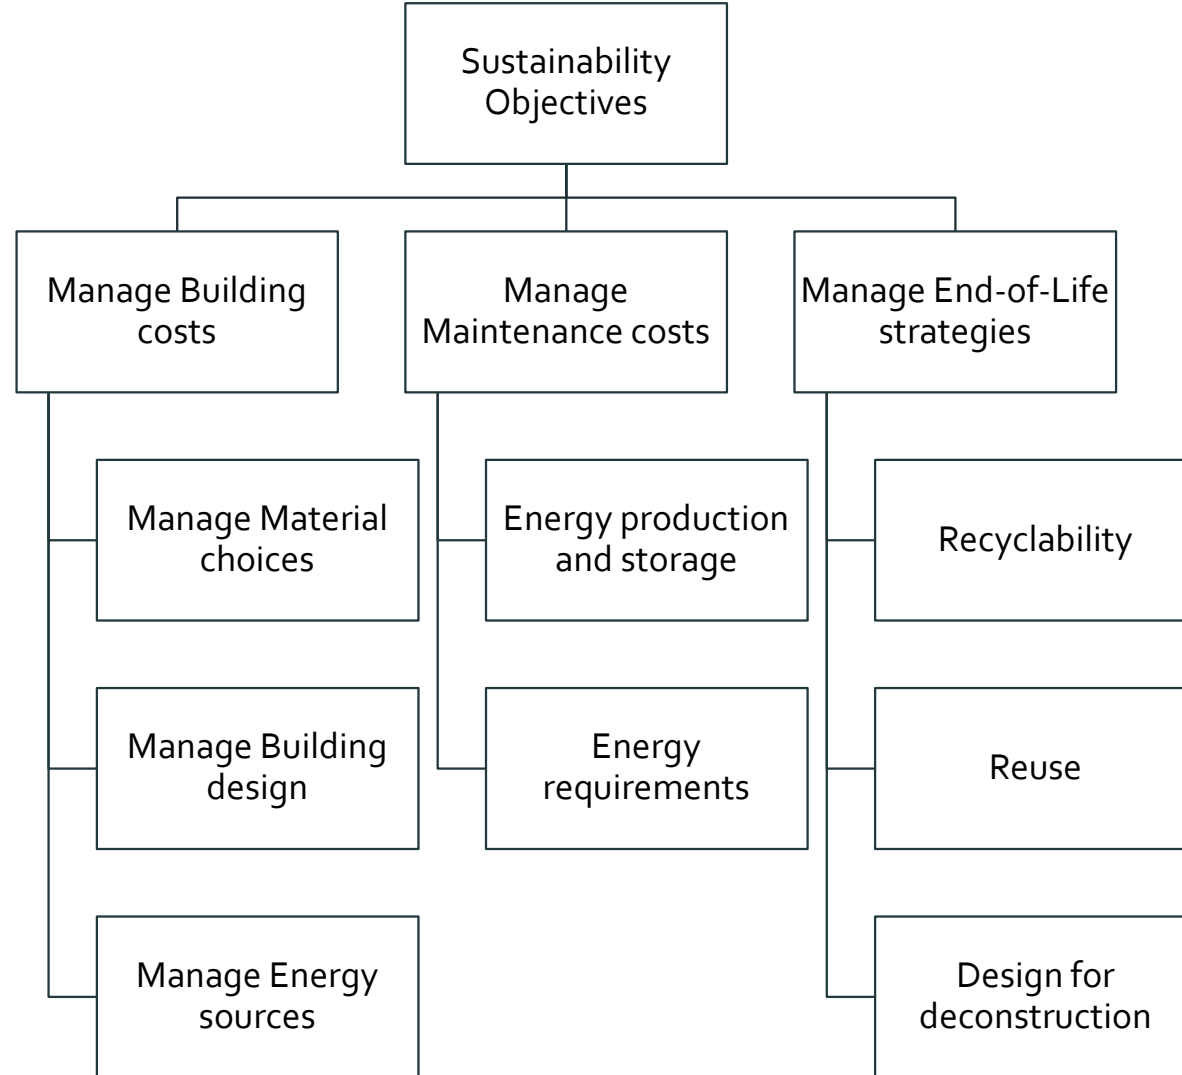 Sustainability
Objectives
Manage Building
costs
Manage
Maintenance costs
Manage End-of-Life
strategies
Manage Material
choices
Energy production
and storage
Recyclability
Manage Building
design
Energy
requirements
Reuse
Manage Energy
sources
Design for
deconstruction